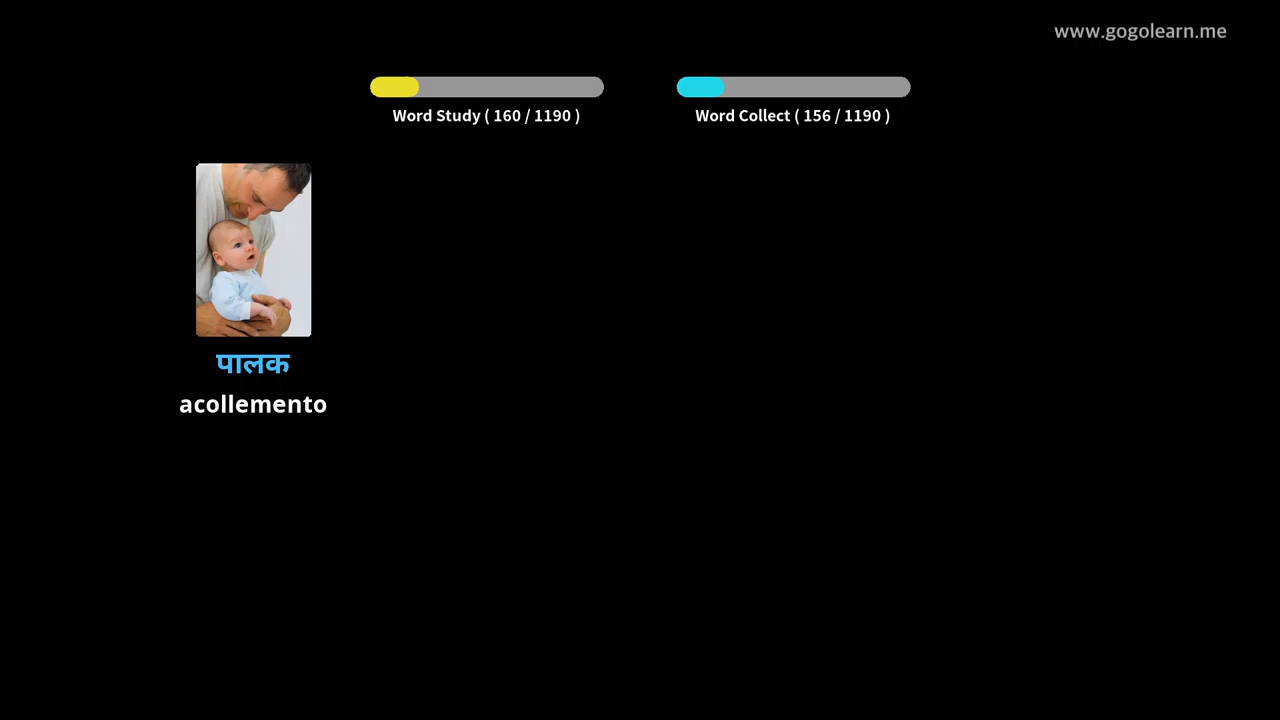 www.gogolearn.me
Word Study ( 160 / 1190 )
Word Collect ( 156 / 1190 )
पालक
acollemento